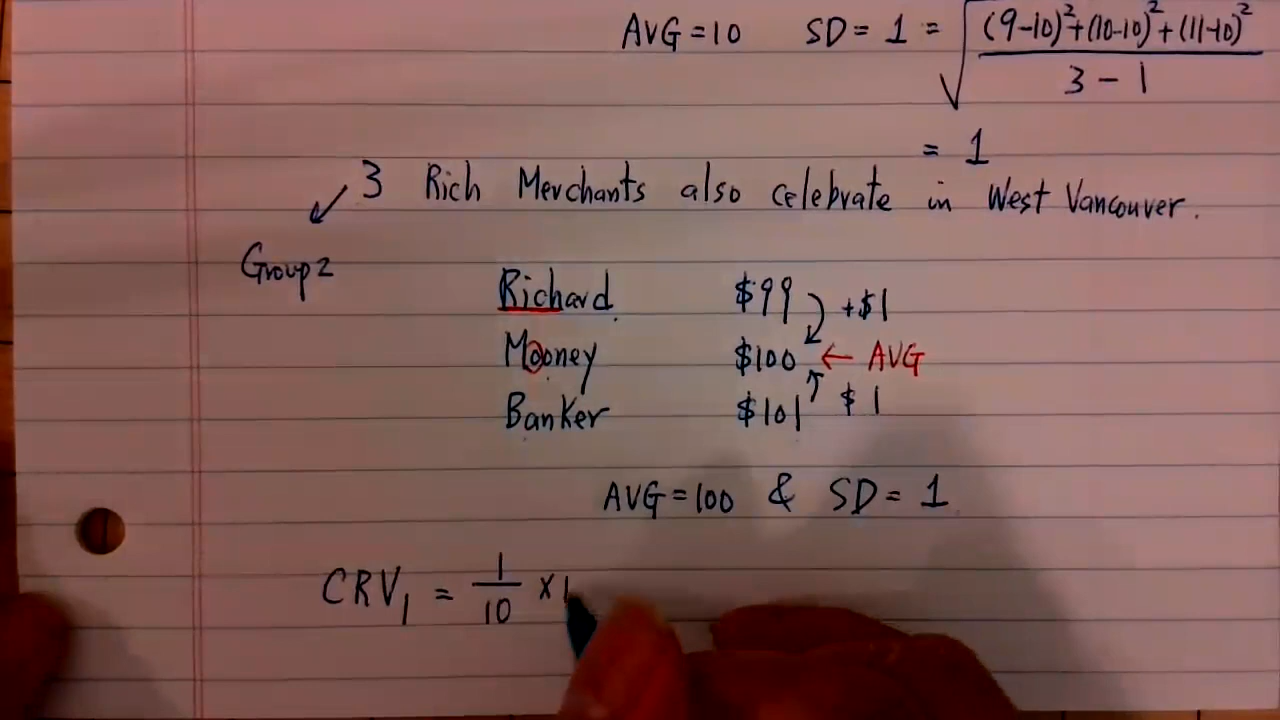 AVG = 10 SD = 1 = √((9-10)²+(10-10)²+(11-10)² / 3 - 1)
= 1
3 Rich Merchants also celebrate in West Vancouver.
Group 2
Richard $99 +$1
Mooney $100 ← AVG
Banker $101 $1
AVG = 100 & SD = 1
CRV₁ = 1/10 × 1